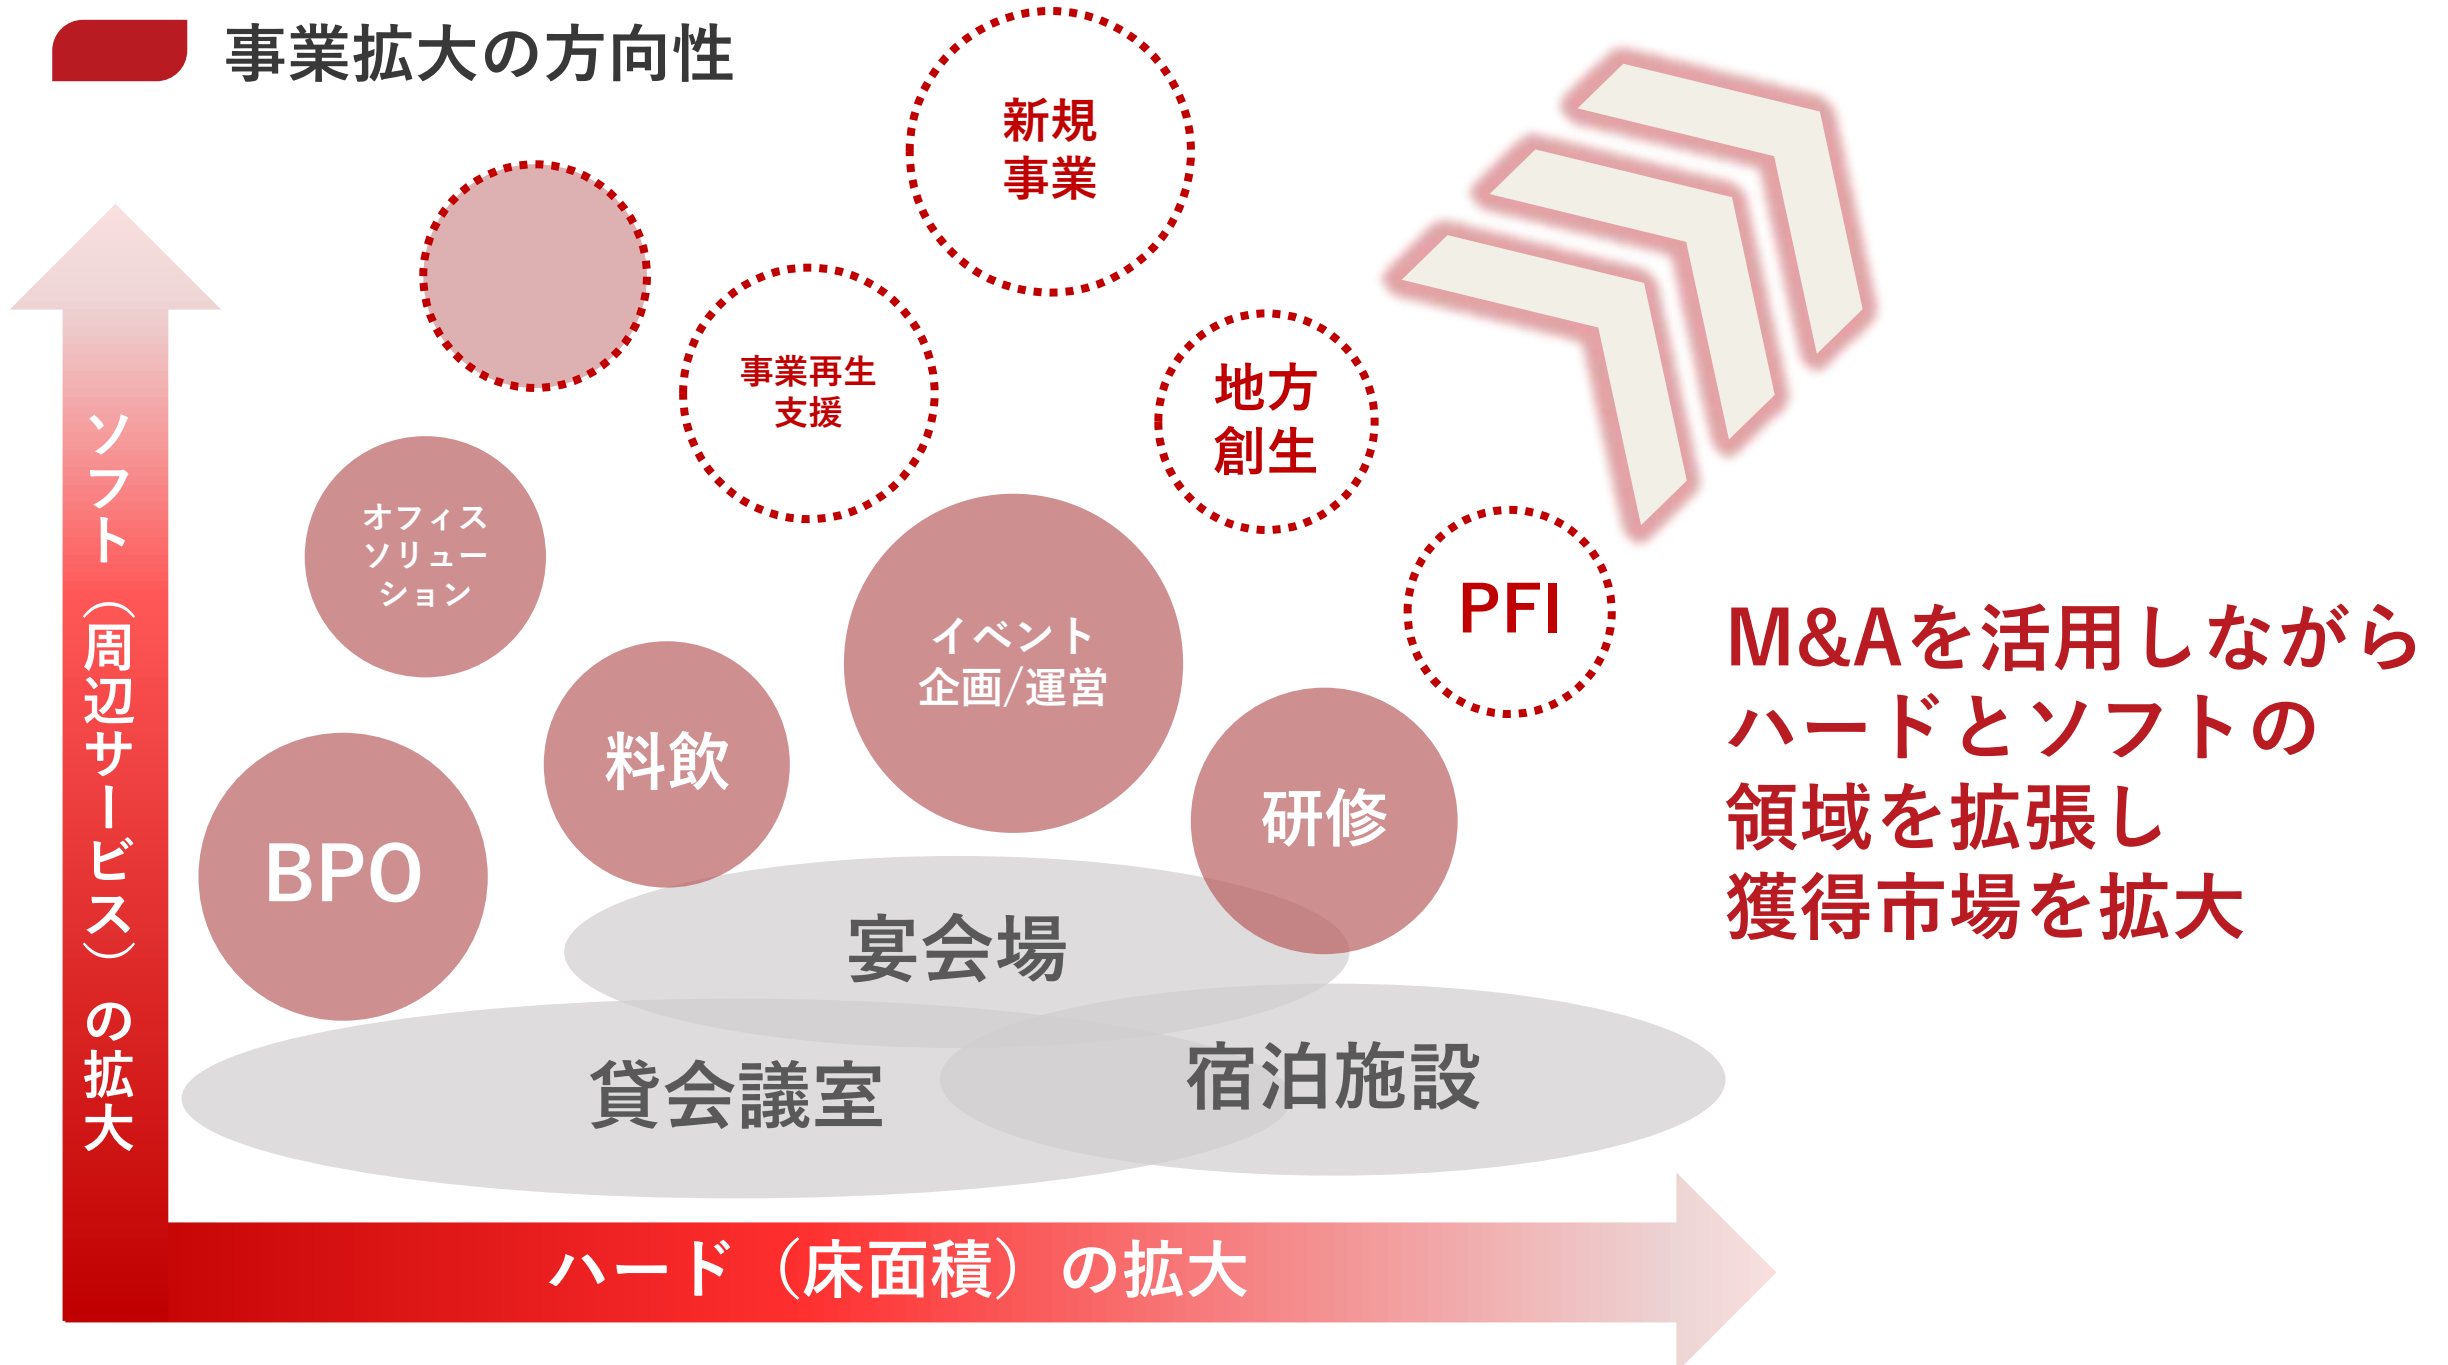 事業拡大の方向性
新規
事業
事業再生
支援
地方
創生
PFI
オフィス
ソリュー
ション
イベント
企画/運営
料飲
研修
BPO
宴会場
貸会議室
宿泊施設
ソフト（周辺サービス）の拡大
ハード（床面積）の拡大
M&Aを活用しながら
ハードとソフトの
領域を拡張し
獲得市場を拡大